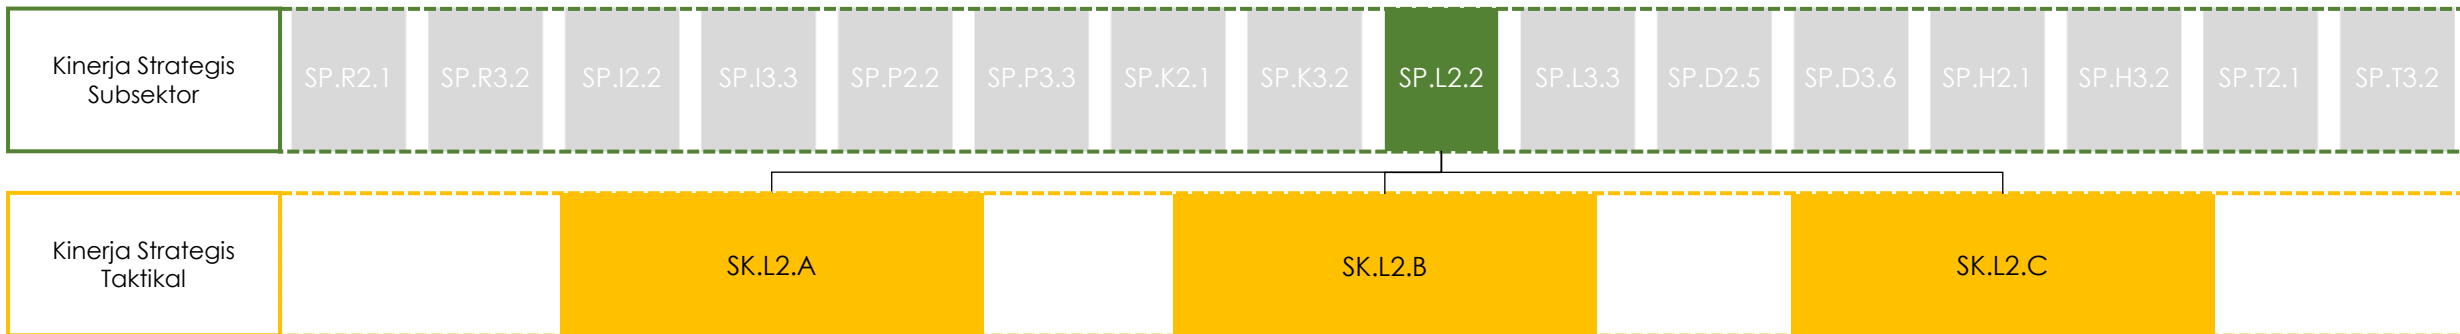 Kinerja Strategis
Subsektor
SP.R2.1
SP.R3.2
SP.I2.2
SP.I3.3
SP.P2.2
SP.P3.3
SP.K2.1
SP.K3.2
SP.L2.2
SP.L3.3
SP.D2.5
SP.D3.6
SP.H2.1
SP.H3.2
SP.T2.1
SP.T3.2
Kinerja Strategis
Taktikal
SK.L2.A
SK.L2.B
SK.L2.C